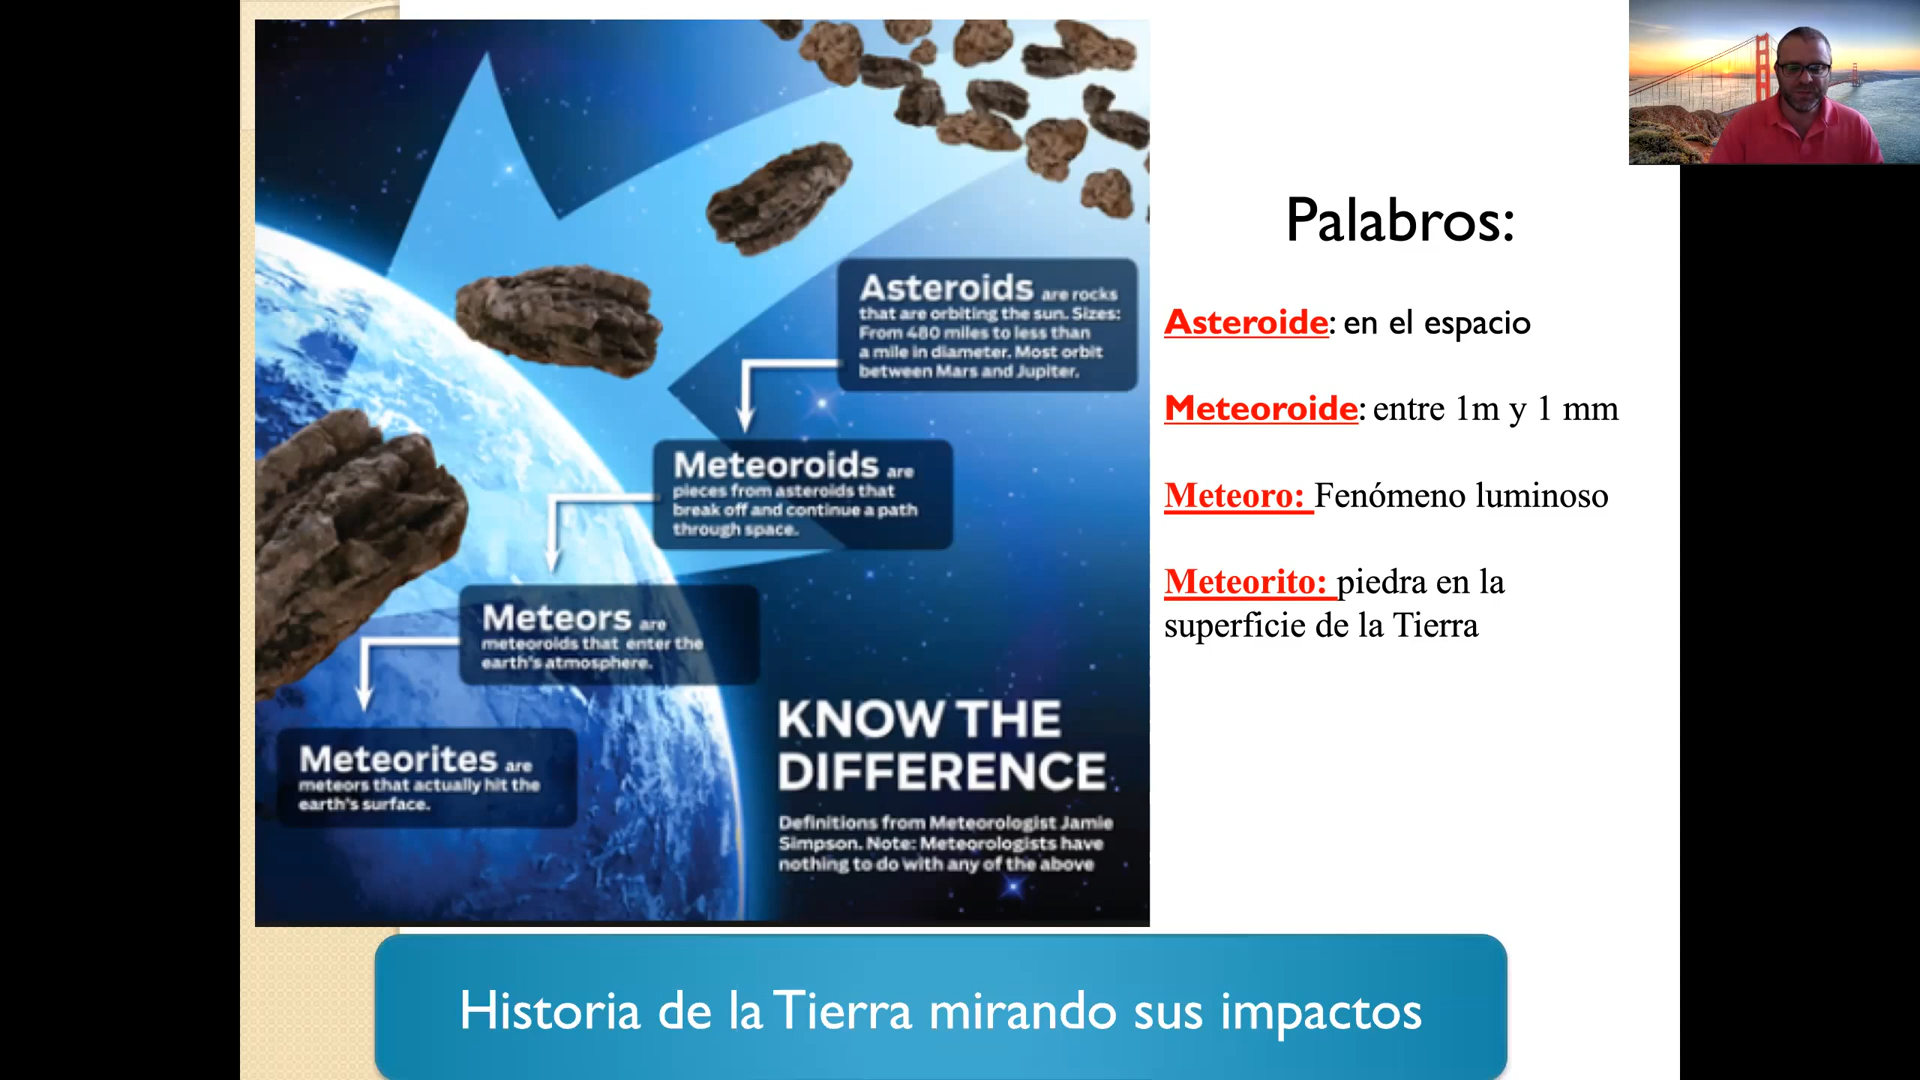 Asteroids are rocks
that are orbiting the sun. Sizes:
From 480 miles to less than
a mile in diameter. Most orbit
between Mars and Jupiter.
Meteoroids are
pieces from asteroids that
break off and continue a path
through space.
Meteors are
meteoroids that enter the
earth's atmosphere.
Meteorites are
meteors that actually hit the
earth's surface.
KNOW THE
DIFFERENCE
Definitions from Meteorologist Jamie
Simpson. Note: Meteorologists have
nothing to do with any of the above
Palabros:
Asteroide: en el espacio
Meteoroide: entre 1m y 1 mm
Meteoro: Fenómeno luminoso
Meteorito: piedra en la
superficie de la Tierra
Historia de la Tierra mirando sus impactos